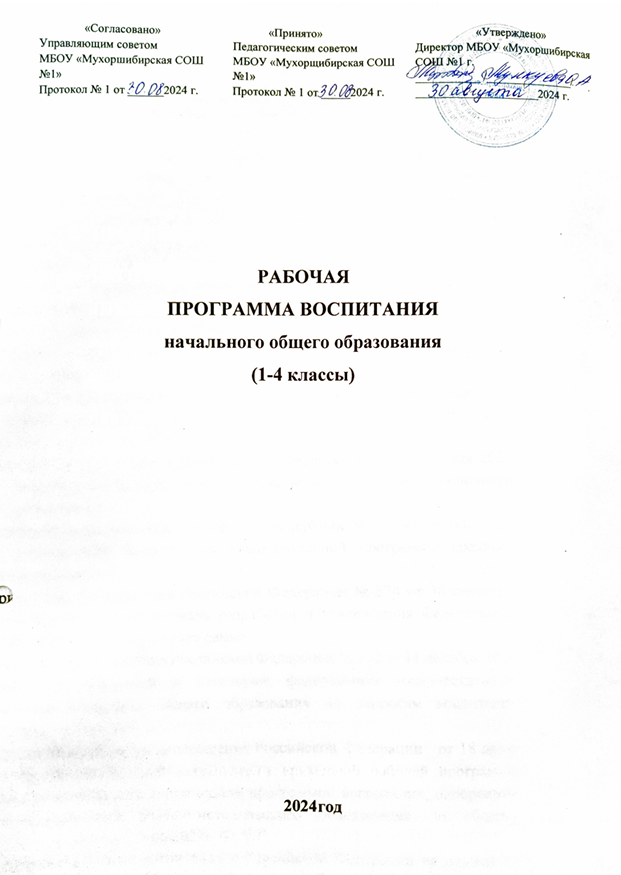 «Согласовано»
Управляющим советом
МБОУ «Мухоршибирская СОШ
№1»
Протокол № 1 от 30.08 2024 г.
«Принято»
Педагогическим советом
МБОУ «Мухорщибирская СОШ
№1»
Протокол № 1 от 30.08 2024 г.
«Утверждено»
Директор МБОУ «Мухоршибирская
СОШ №1 г.
30 августа 2024 г.
РАБОЧАЯ
ПРОГРАММА ВОСПИТАНИЯ
начального общего образования
(1-4 классы)
2024год